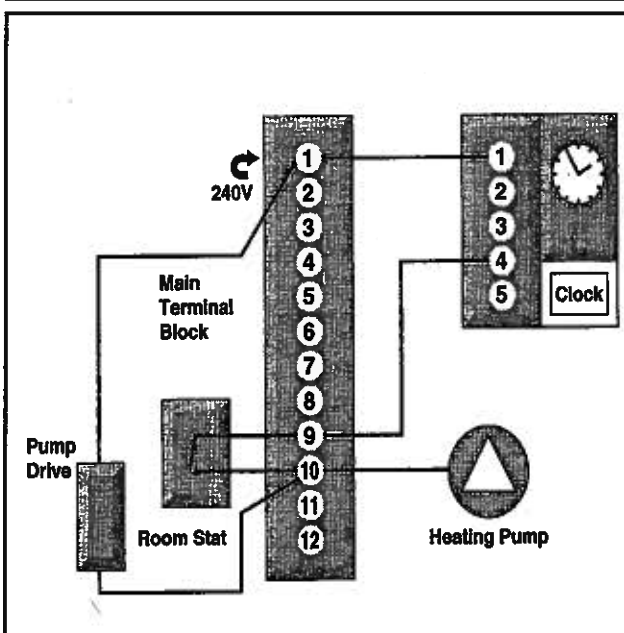 1
2
3
4
5
6
7
8
9
10
11
12
240V
Main
Terminal
Block
1
2
3
4
5
Clock
Pump
Drive
Room Stat
Heating Pump